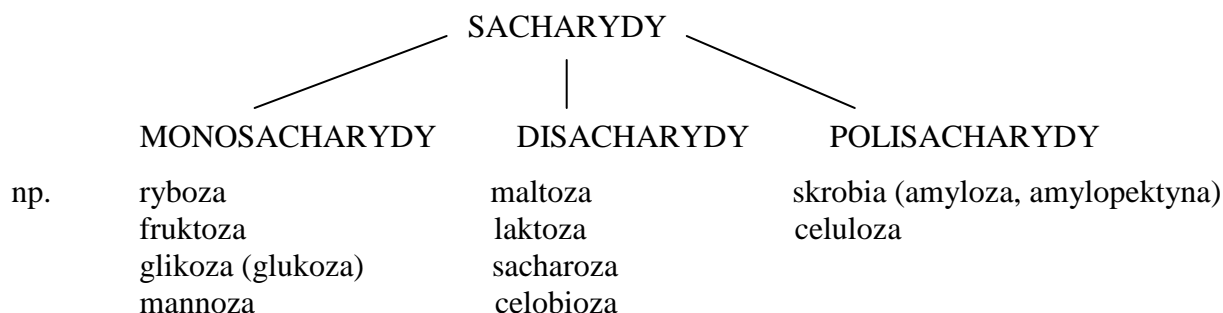 SACHARYDY
MONOSACHARYDY DISACHARYDY POLISACHARYDY
np. ryboza maltoza skrobia (amyloza, amylopektyna)
fruktoza laktoza celuloza
glikoza (glukoza) sacharoza
mannoza celobioza